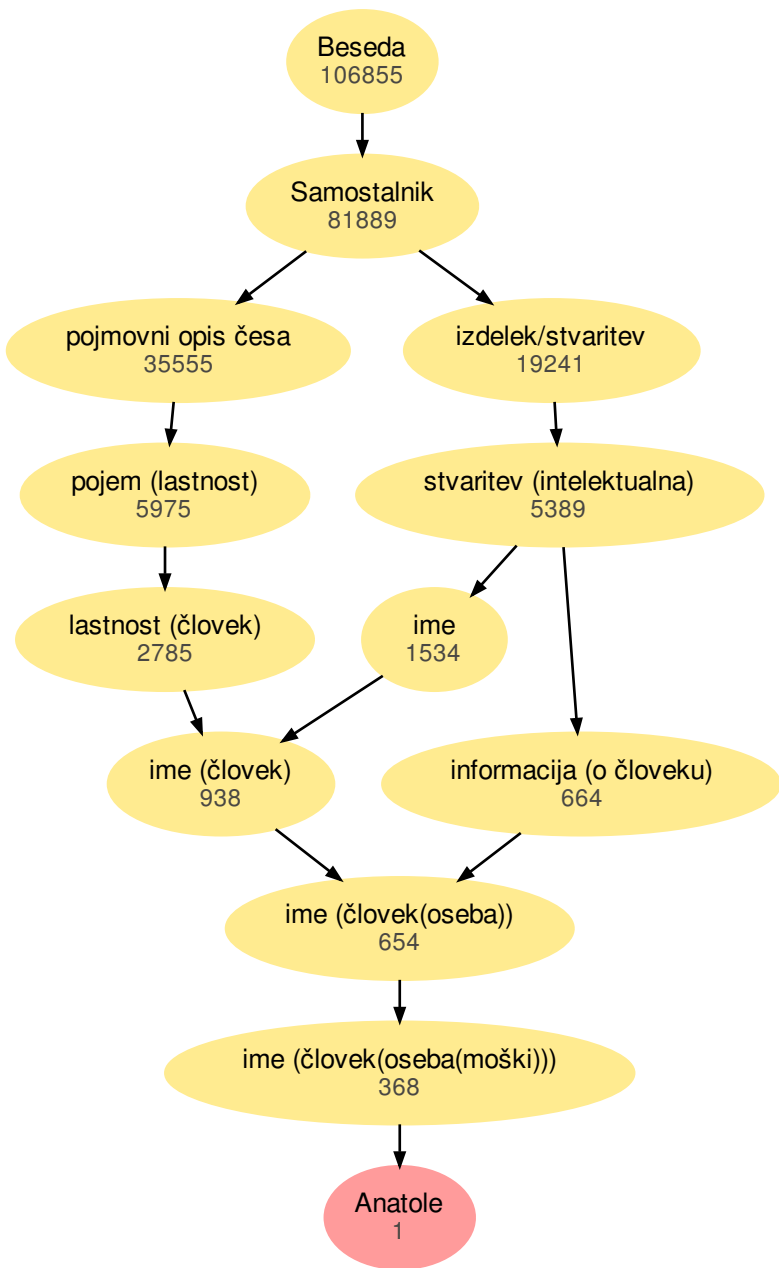 Beseda
106855
Samostalnik
81889
pojmovni opis česa
35555
izdelek/stvaritev
19241
pojem (lastnost)
5975
stvaritev (intelektualna)
5389
lastnost (človek)
2785
ime
1534
ime (človek)
938
informacija (o človeku)
664
ime (človek(oseba))
654
ime (človek(oseba(moški)))
368
Anatole
1